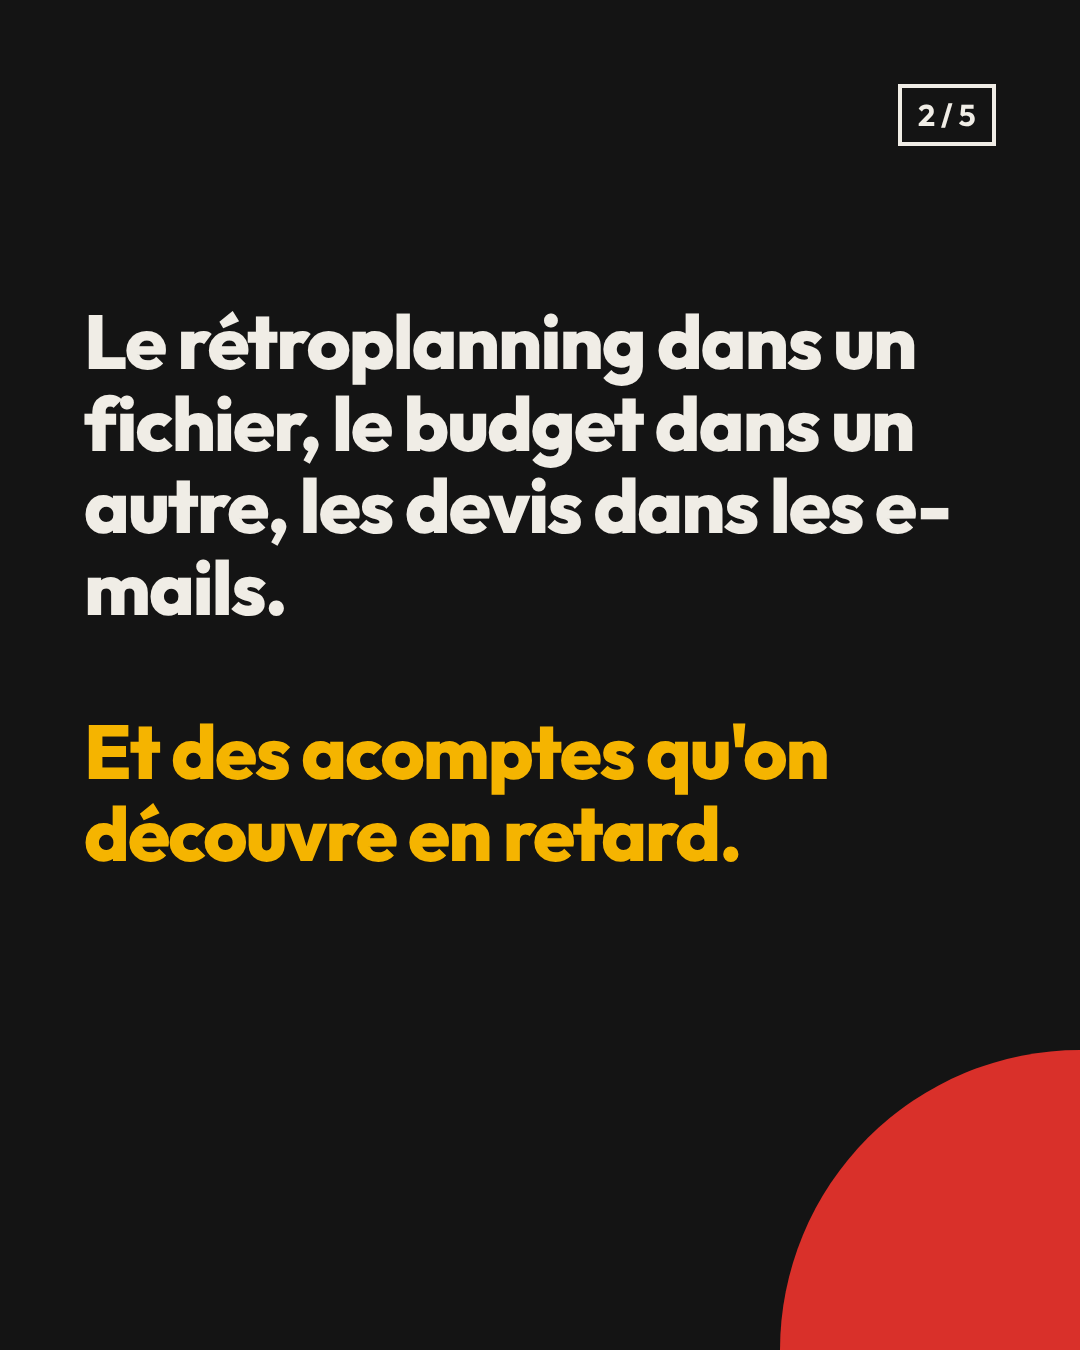 2/5
Le rétroplanning dans un
fichier, le budget dans un
autre, les devis dans les e-
mails.
Et des acomptes qu'on
découvre en retard.